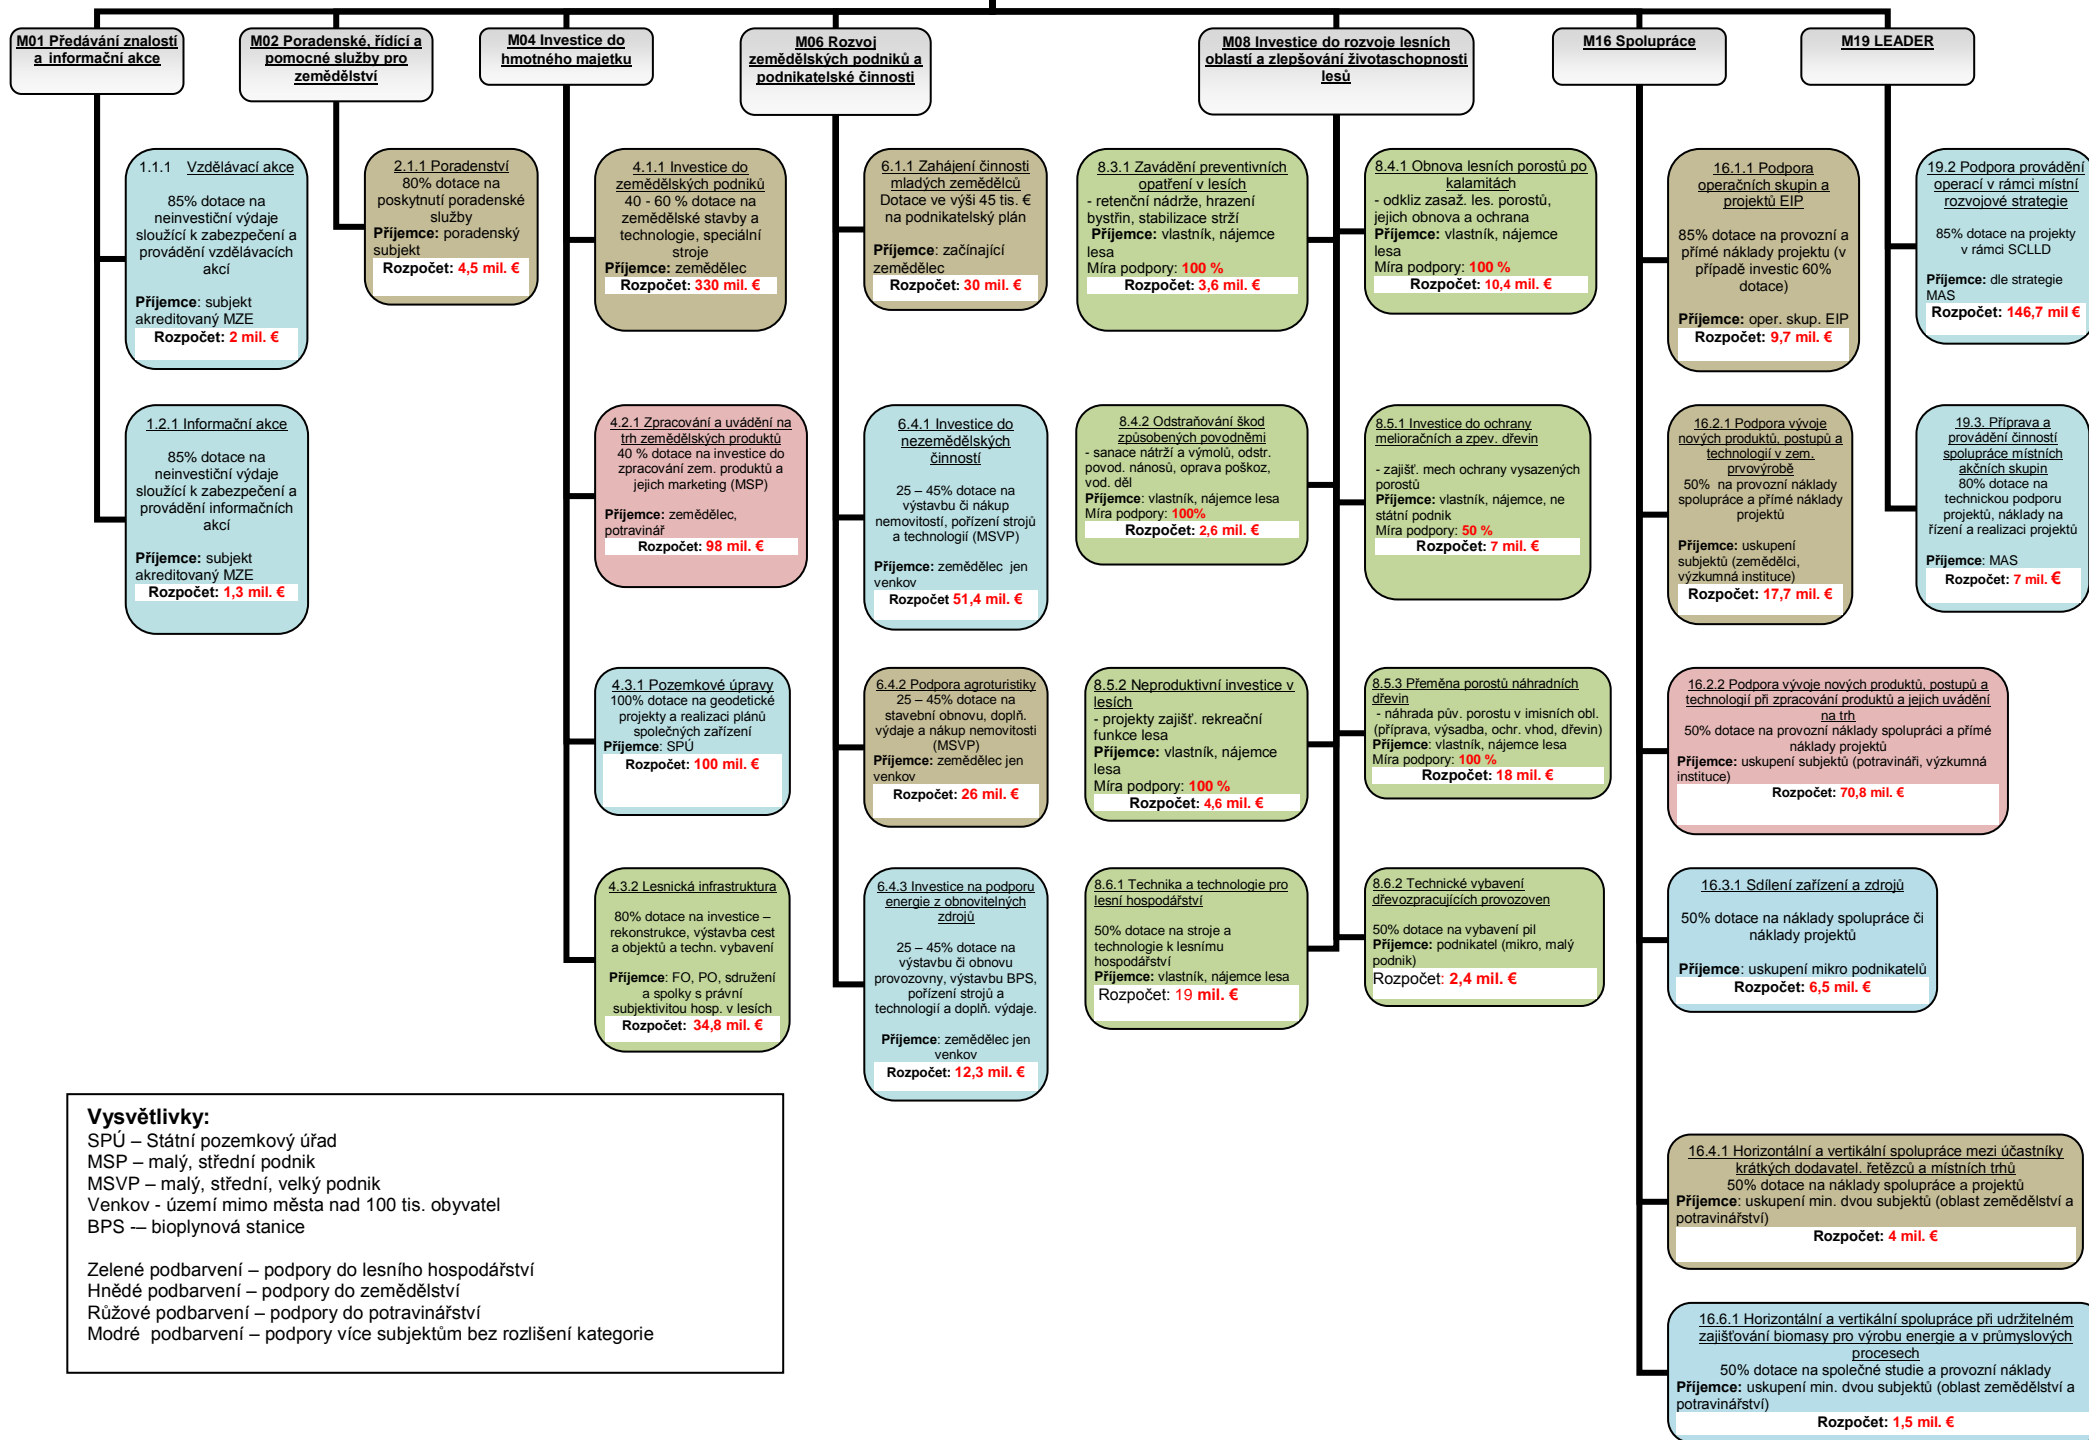 M01 Předávání znalostí
a informační akce
M02 Poradenské, řídící a
pomocné služby pro
zemědělství
M04 Investice do
hmotného majetku
M06 Rozvoj
zemědělských podniků a
podnikatelské činnosti
M08 Investice do rozvoje lesních
oblastí a zlepšování životaschopnosti
lesů
M16 Spolupráce
M19 LEADER
1.1.1 Vzdělávací akce
85% dotace na
neinvestiční výdaje
sloužící k zabezpečení a
provádění vzdělávacích
akcí
Příjemce: subjekt
akreditovaný MZE
Rozpočet: 2 mil. €
1.2.1 Informační akce
85% dotace na
neinvestiční výdaje
sloužící k zabezpečení a
provádění informačních
akcí
Příjemce: subjekt
akreditovaný MZE
Rozpočet: 1,3 mil. €
2.1.1 Poradenství
80% dotace na
poskytnutí poradenské
služby
Příjemce: poradenský
subjekt
Rozpočet: 4,5 mil. €
4.1.1 Investice do
zemědělských podniků
40 - 60 % dotace na
zemědělské stavby a
technologie, speciální
stroje
Příjemce: zemědělec
Rozpočet: 330 mil. €
4.2.1 Zpracování a uvádění na
trh zemědělských produktů
40 % dotace na investice do
zpracování zem. produktů a
jejich marketing (MSP)
Příjemce: zemědělec,
potravinář
Rozpočet: 98 mil. €
4.3.1 Pozemkové úpravy
100% dotace na geodetické
projekty a realizaci plánů
společných zařízení
Příjemce: SPÚ
Rozpočet: 100 mil. €
4.3.2 Lesnická infrastruktura
80% dotace na investice –
rekonstrukce, výstavba cest
a objektů a techn. vybavení
Příjemce: FO, PO, sdružení
a spolky s právní
subjektivitou hosp. v lesích
Rozpočet: 34,8 mil. €
6.1.1 Zahájení činnosti
mladých zemědělců
Dotace ve výši 45 tis. €
na podnikatelský plán
Příjemce: začínající
zemědělec
Rozpočet: 30 mil. €
6.4.1 Investice do
nezemědělských
činností
25 – 45% dotace na
výstavbu či nákup
nemovitostí, pořízení strojů
a technologií (MSVP)
Příjemce: zemědělec jen
venkov
Rozpočet 51,4 mil. €
6.4.2 Podpora agroturistiky
25 – 45% dotace na
stavební obnovu, doplň.
výdaje a nákup nemovitosti
(MSVP)
Příjemce: zemědělec jen
venkov
Rozpočet: 26 mil. €
6.4.3 Investice na podporu
energie z obnovitelných
zdrojů
25 – 45% dotace na
výstavbu či obnovu
provozovny, výstavbu BPS,
pořízení strojů a
technologií a doplň. výdaje.
Příjemce: zemědělec jen
venkov
Rozpočet: 12,3 mil. €
8.3.1 Zavádění preventivních
opatření v lesích
- retenční nádrže, hrazení
bystřin, stabilizace strží
Příjemce: vlastník, nájemce
lesa
Míra podpory: 100 %
Rozpočet: 3,6 mil. €
8.4.1 Obnova lesních porostů po
kalamitách
- odkliz zasaž. les. porostů,
jejich obnova a ochrana
Příjemce: vlastník, nájemce
lesa
Míra podpory: 100 %
Rozpočet: 10,4 mil. €
8.4.2 Odstraňování škod
způsobených povodněmi
- sanace nátrží a výmolů, odstr.
povod. nánosů, oprava poškoz,
vod. děl
Příjemce: vlastník, nájemce lesa
Míra podpory: 100%
Rozpočet: 2,6 mil. €
8.5.1 Investice do ochrany
melioračních a zpev. dřevin
- zajišť. mech ochrany vysazených
porostů
Příjemce: vlastník, nájemce, ne
státní podnik
Míra podpory: 50 %
Rozpočet: 7 mil. €
8.5.2 Neproduktivní investice v
lesích
- projekty zajišť. rekreační
funkce lesa
Příjemce: vlastník, nájemce
lesa
Míra podpory: 100 %
Rozpočet: 4,6 mil. €
8.5.3 Přeměna porostů náhradních
dřevin
- náhrada pův. porostu v imisních obl.
(příprava, výsadba, ochr. vhod, dřevin)
Příjemce: vlastník, nájemce lesa
Míra podpory: 100 %
Rozpočet: 18 mil. €
8.6.1 Technika a technologie pro
lesní hospodářství
50% dotace na stroje a
technologie k lesnímu
hospodářství
Příjemce: vlastník, nájemce lesa
Rozpočet: 19 mil. €
8.6.2 Technické vybavení
dřevozpracujících provozoven
50% dotace na vybavení pil
Příjemce: podnikatel (mikro, malý
podnik)
Rozpočet: 2,4 mil. €
16.1.1 Podpora
operačních skupin a
projektů EIP
85% dotace na provozní a
přímé náklady projektu (v
případě investic 60%
dotace)
Příjemce: oper. skup. EIP
Rozpočet: 9,7 mil. €
16.2.1 Podpora vývoje
nových produktů, postupů a
technologií v zem.
prvovýrobě
50% na provozní náklady
spolupráce a přímé náklady
projektů
Příjemce: uskupení
subjektů (zemědělci,
výzkumná instituce)
Rozpočet: 17,7 mil. €
16.2.2 Podpora vývoje nových produktů, postupů a
technologií při zpracování produktů a jejich uvádění
na trh
50% dotace na provozní náklady spolupráci a přímé
náklady projektů
Příjemce: uskupení subjektů (potravináři, výzkumná
instituce)
Rozpočet: 70,8 mil. €
16.3.1 Sdílení zařízení a zdrojů
50% dotace na náklady spolupráce či
náklady projektů
Příjemce: uskupení mikro podnikatelů
Rozpočet: 6,5 mil. €
16.4.1 Horizontální a vertikální spolupráce mezi účastníky
krátkých dodavatel. řetězců a místních trhů
50% dotace na náklady spolupráce a projektů
Příjemce: uskupení min. dvou subjektů (oblast zemědělství a
potravinářství)
Rozpočet: 4 mil. €
16.6.1 Horizontální a vertikální spolupráce při udržitelném
zajišťování biomasy pro výrobu energie a v průmyslových
procesech
50% dotace na společné studie a provozní náklady
Příjemce: uskupení min. dvou subjektů (oblast zemědělství a
potravinářství)
Rozpočet: 1,5 mil. €
19.2 Podpora provádění
operací v rámci místní
rozvojové strategie
85% dotace na projekty
v rámci SCLLD
Příjemce: dle strategie
MAS
Rozpočet: 146,7 mil €
19.3. Příprava a
provádění činností
spolupráce místních
akčních skupin
80% dotace na
technickou podporu
projektů, náklady na
řízení a realizaci projektů
Příjemce: MAS
Rozpočet: 7 mil. €
Vysvětlivky:
SPÚ – Státní pozemkový úřad
MSP – malý, střední podnik
MSVP – malý, střední, velký podnik
Venkov - území mimo města nad 100 tis. obyvatel
BPS -– bioplynová stanice
Zelené podbarvení – podpory do lesního hospodářství
Hnědé podbarvení – podpory do zemědělství
Růžové podbarvení – podpory do potravinářství
Modré podbarvení – podpory více subjektům bez rozlišení kategorie